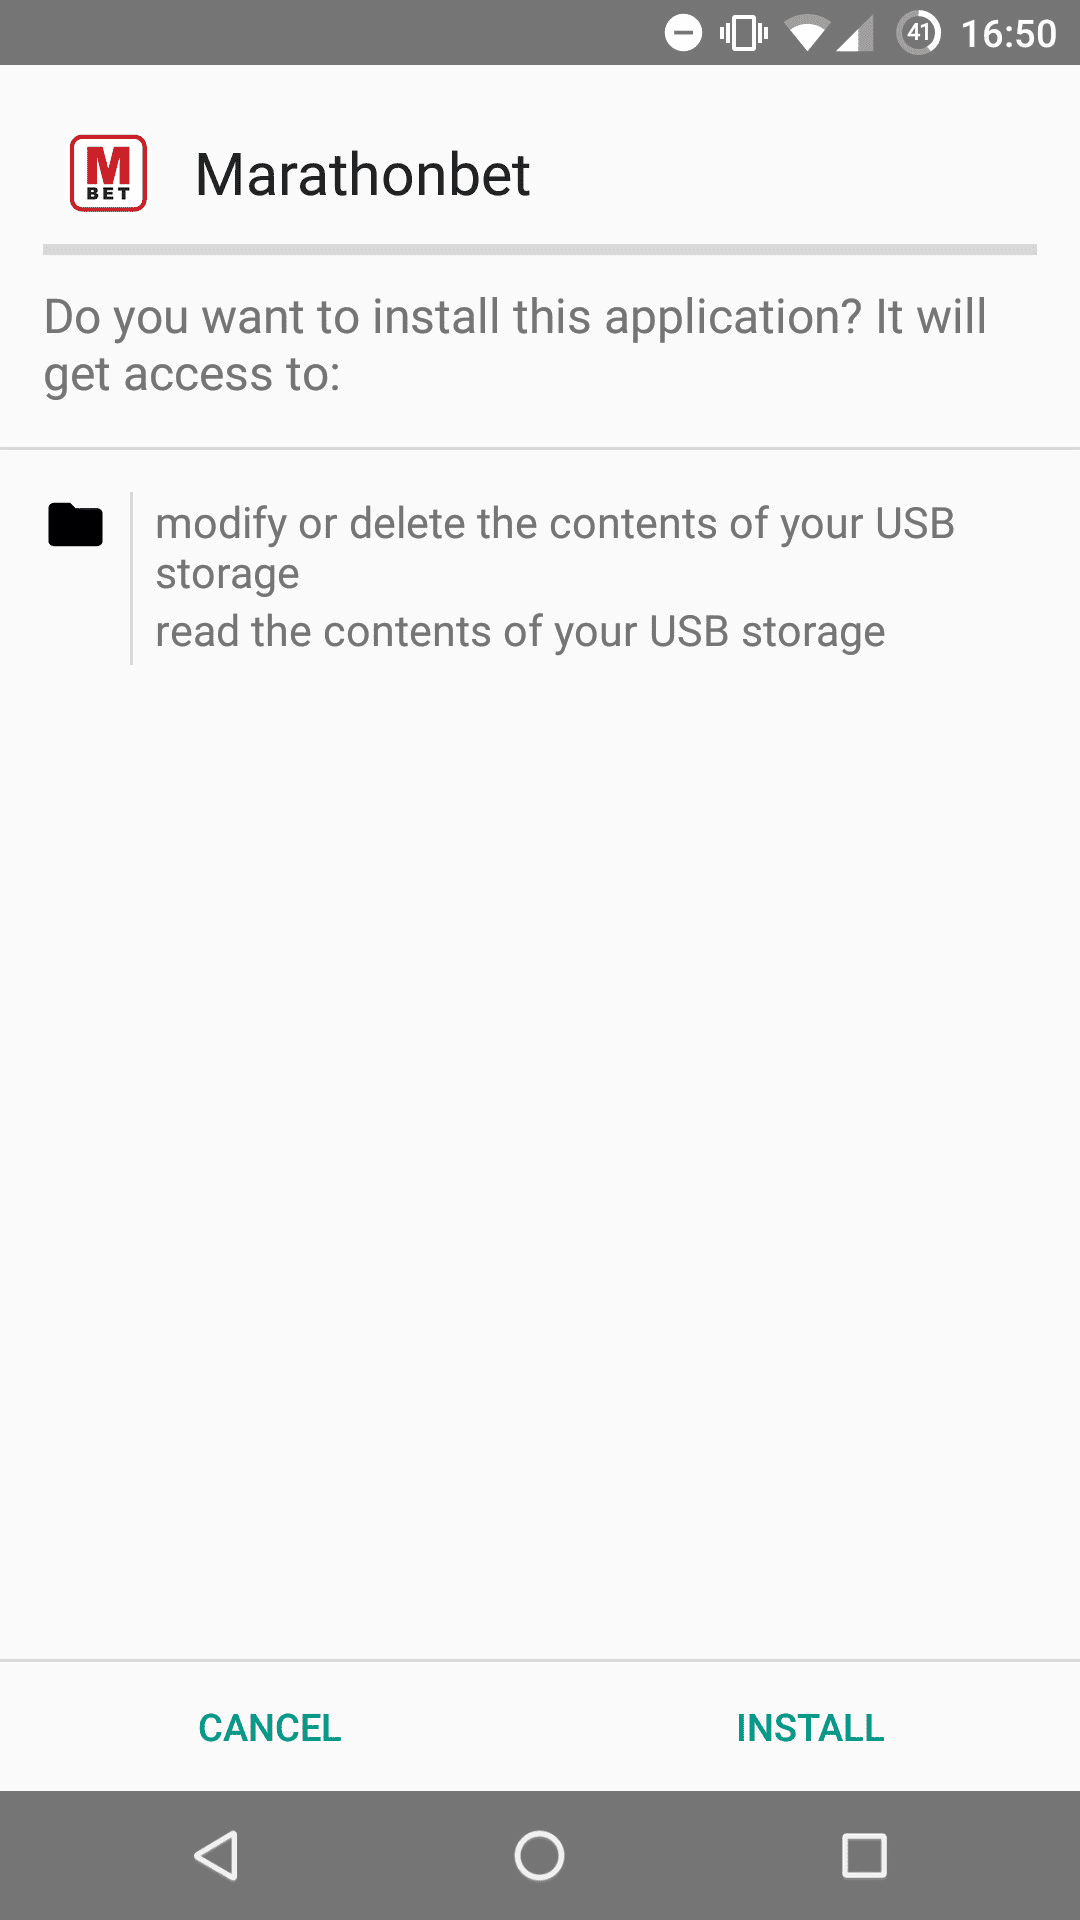 41 16:50
M
BET
Marathonbet
Do you want to install this application? It will
get access to:
modify or delete the contents of your USB
storage
read the contents of your USB storage
CANCEL INSTALL